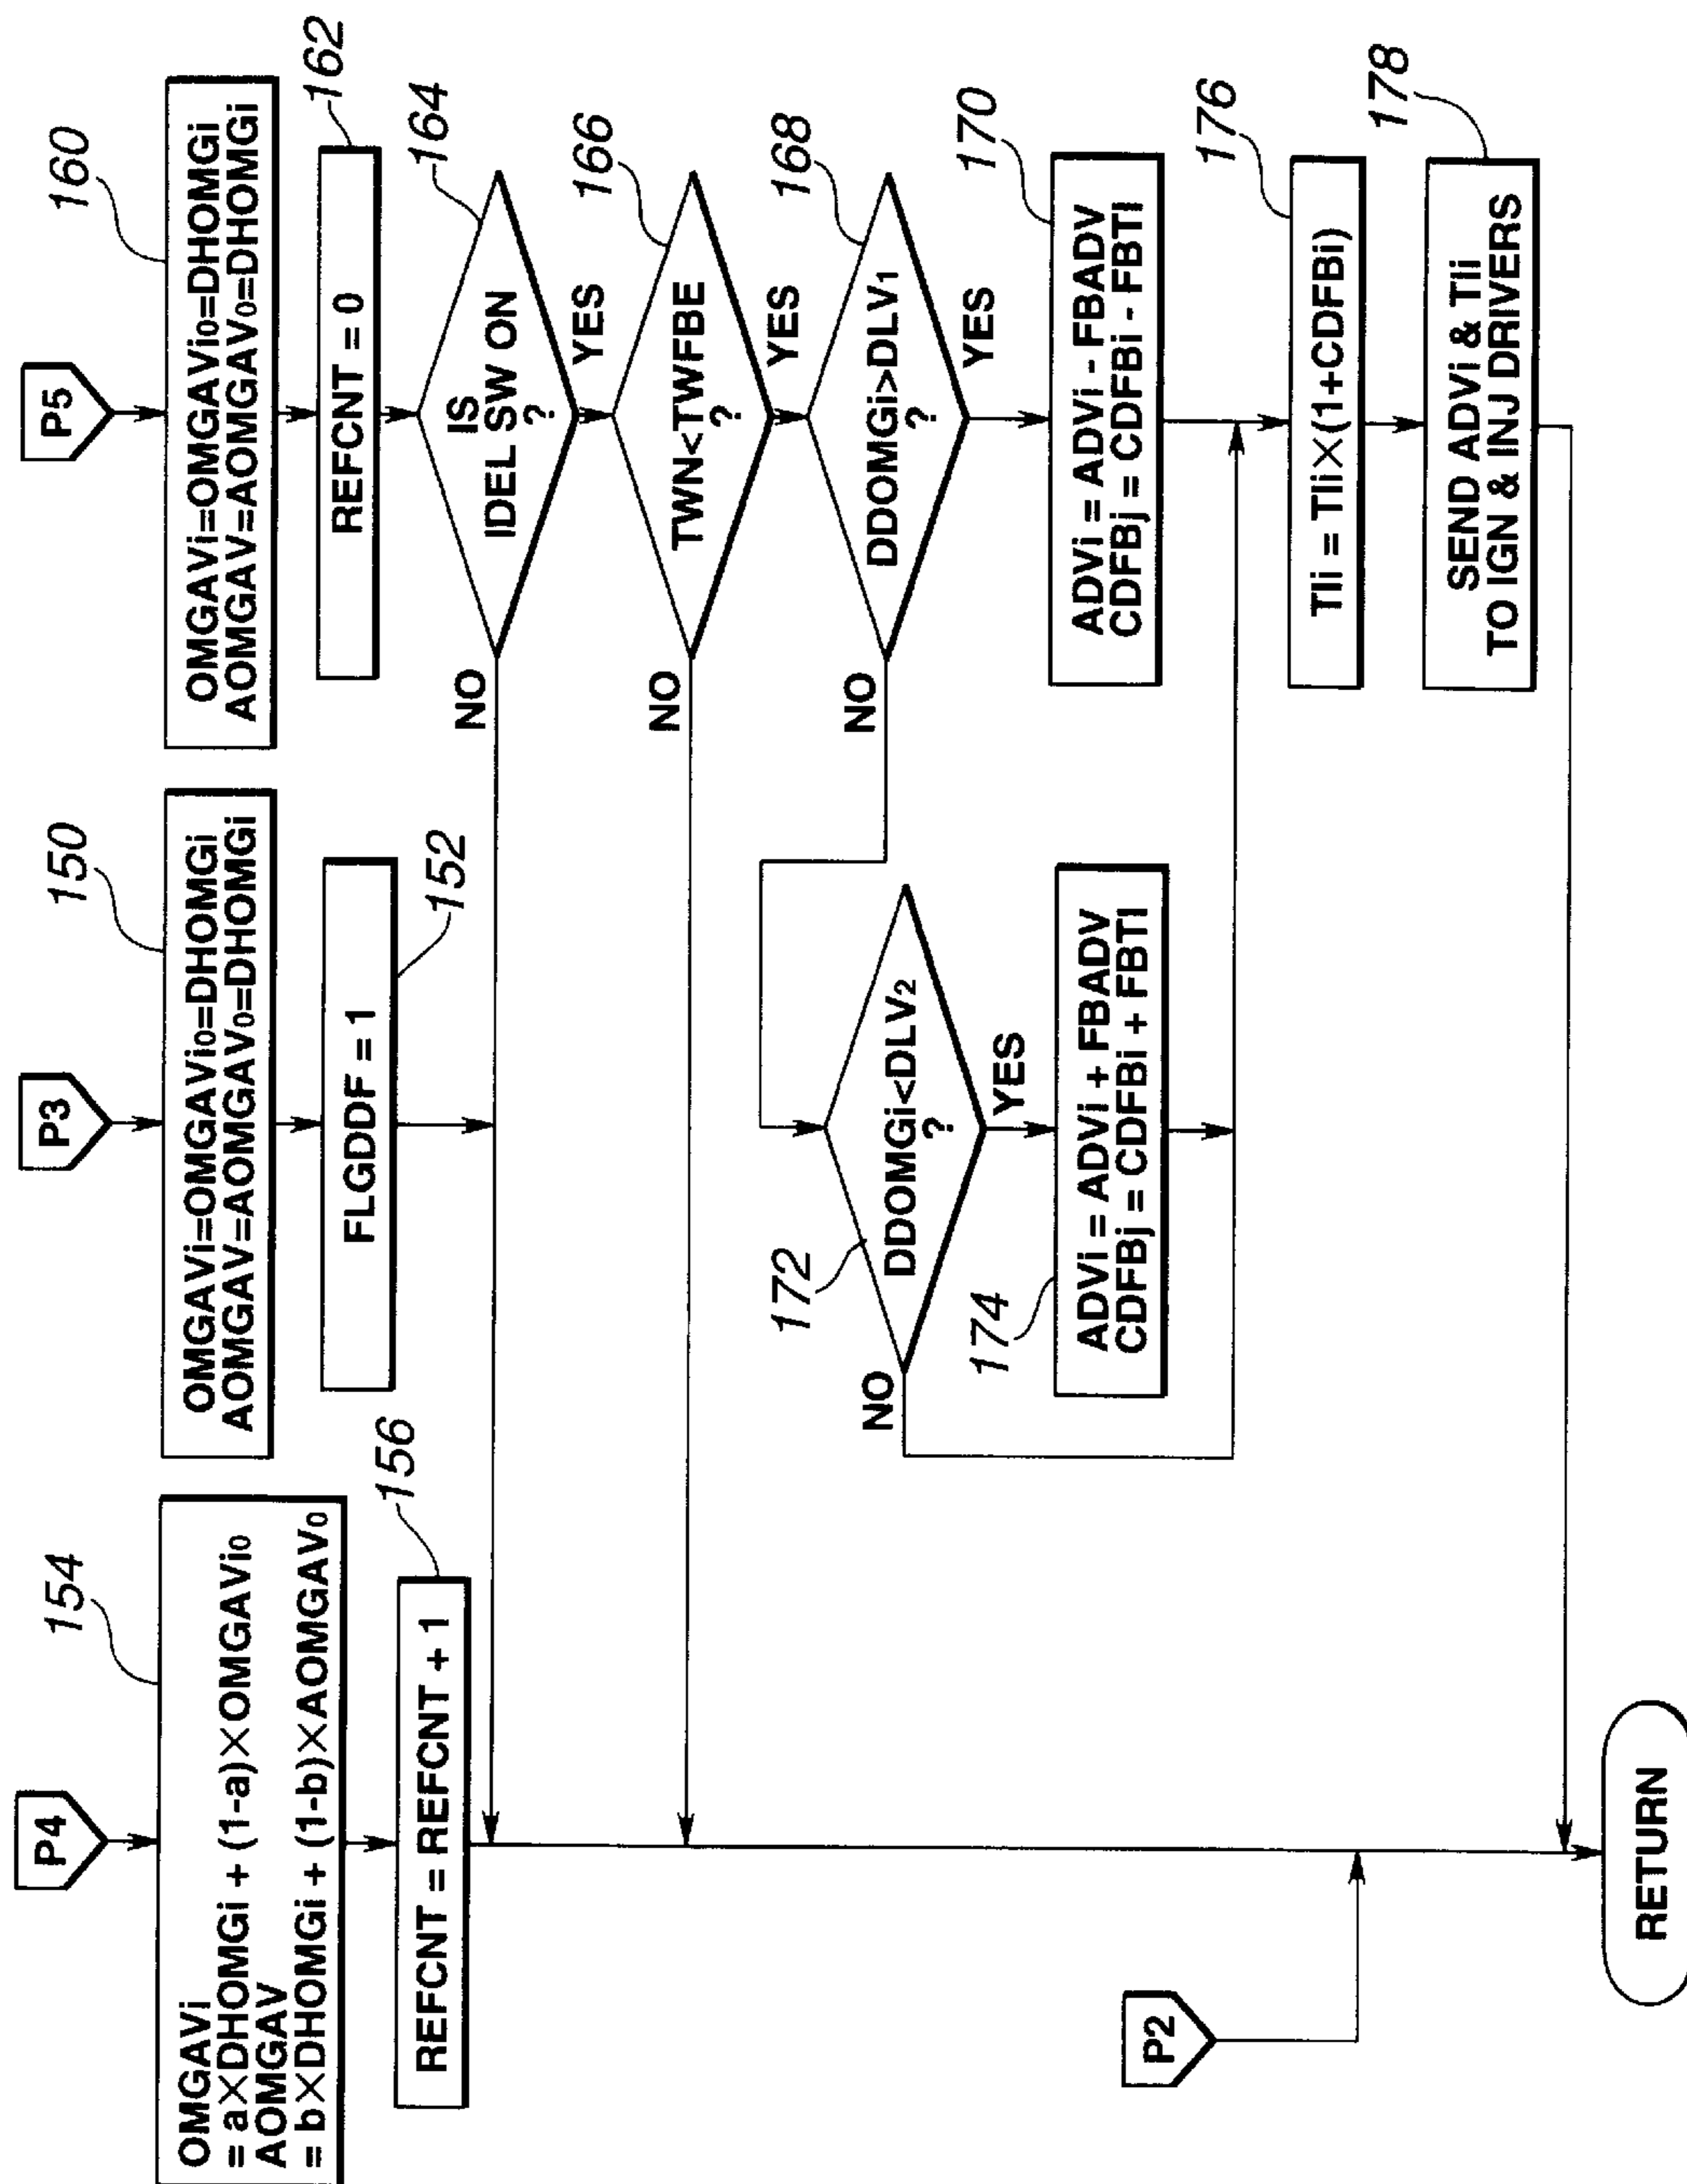 P4
154
OMGAVi
= a×DHOMGi + (1-a)×OMGAVi0
AOMGAV
= b×DHOMGi + (1-b)×AOMGAV0
156
REFCNT = REFCNT + 1
P2
RETURN
P3
150
OMGAVi=OMGAVi0=DHOMGi
AOMGAV=AOMGAV0=DHOMGi
152
FLGDDF = 1
172
DDOMGi<DLV2
?
NO
YES
174
ADVi = ADVi + FBADV
CDFBj = CDFBi + FBTI
P5
160
OMGAVi=OMGAVi0=DHOMGi
AOMGAV=AOMGAV0=DHOMGi
162
REFCNT = 0
164
IS
IDEL SW ON
?
NO
YES
166
TWN<TWFBE
?
NO
YES
168
DDOMGi>DLV1
?
NO
YES
170
ADVi = ADVi - FBADV
CDFBj = CDFBi - FBTI
176
TIi = TIi×(1+CDFBi)
178
SEND ADVi & TIi
TO IGN & INJ DRIVERS